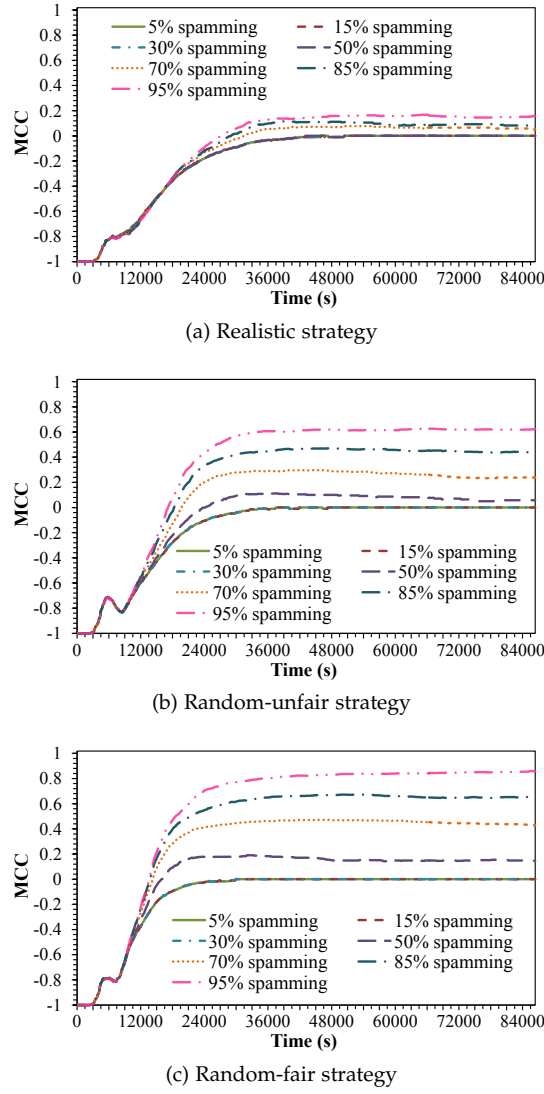 5% spamming 15% spamming
30% spamming 50% spamming
70% spamming 85% spamming
95% spamming
MCC
1
0.8
0.6
0.4
0.2
0
-0.2
-0.4
-0.6
-0.8
-1
0 12000 24000 36000 48000 60000 72000 84000
Time (s)
(a) Realistic strategy
MCC
1
0.8
0.6
0.4
0.2
0
-0.2
-0.4
-0.6
-0.8
-1
5% spamming 15% spamming
30% spamming 50% spamming
70% spamming 85% spamming
95% spamming
0 12000 24000 36000 48000 60000 72000 84000
Time (s)
(b) Random-unfair strategy
MCC
1
0.8
0.6
0.4
0.2
0
-0.2
-0.4
-0.6
-0.8
-1
5% spamming 15% spamming
30% spamming 50% spamming
70% spamming 85% spamming
95% spamming
0 12000 24000 36000 48000 60000 72000 84000
Time (s)
(c) Random-fair strategy